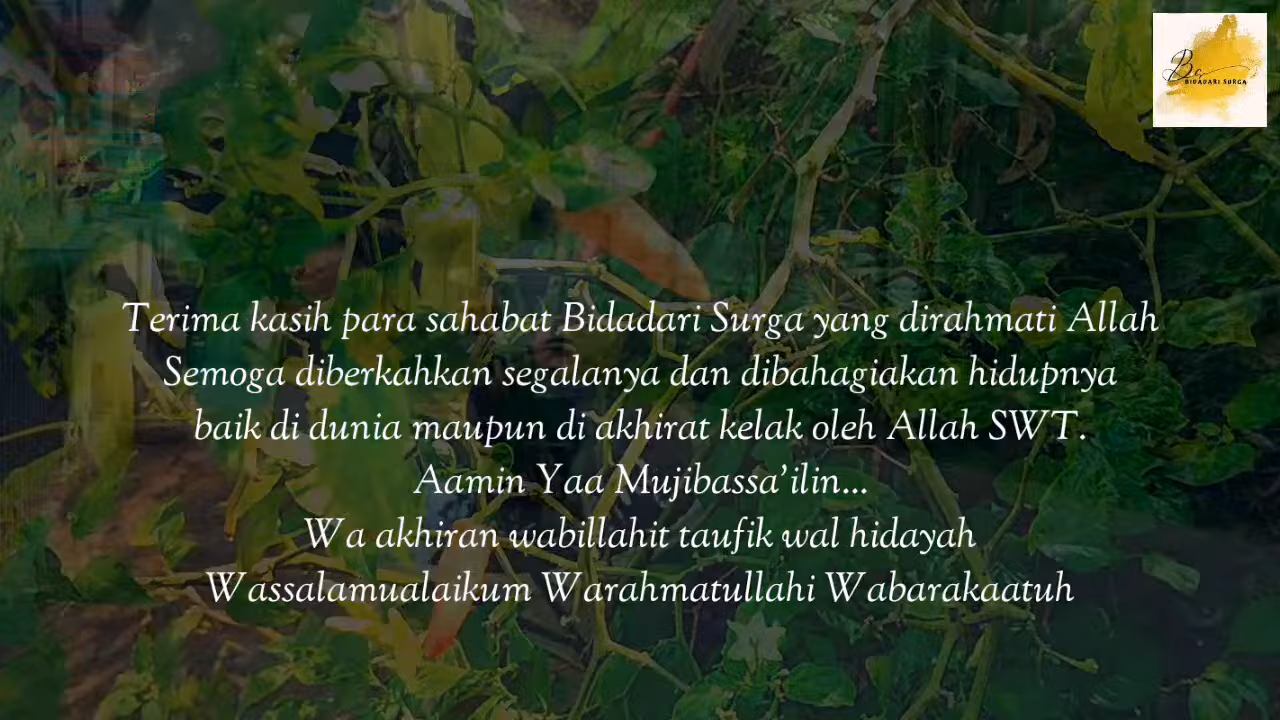 Bs
BIDADARI SURGA
Terima kasih para sahabat Bidadari Surga yang dirahmati Allah
Semoga diberkahkan segalanya dan dibahagiakan hidupnya
baik di dunia maupun di akhirat kelak oleh Allah SWT.
Aamin Yaa Mujibassa'ilin...
Wa akhiran wabillahit taufik wal hidayah
Wassalamualaikum Warahmatullahi Wabarakaatuh